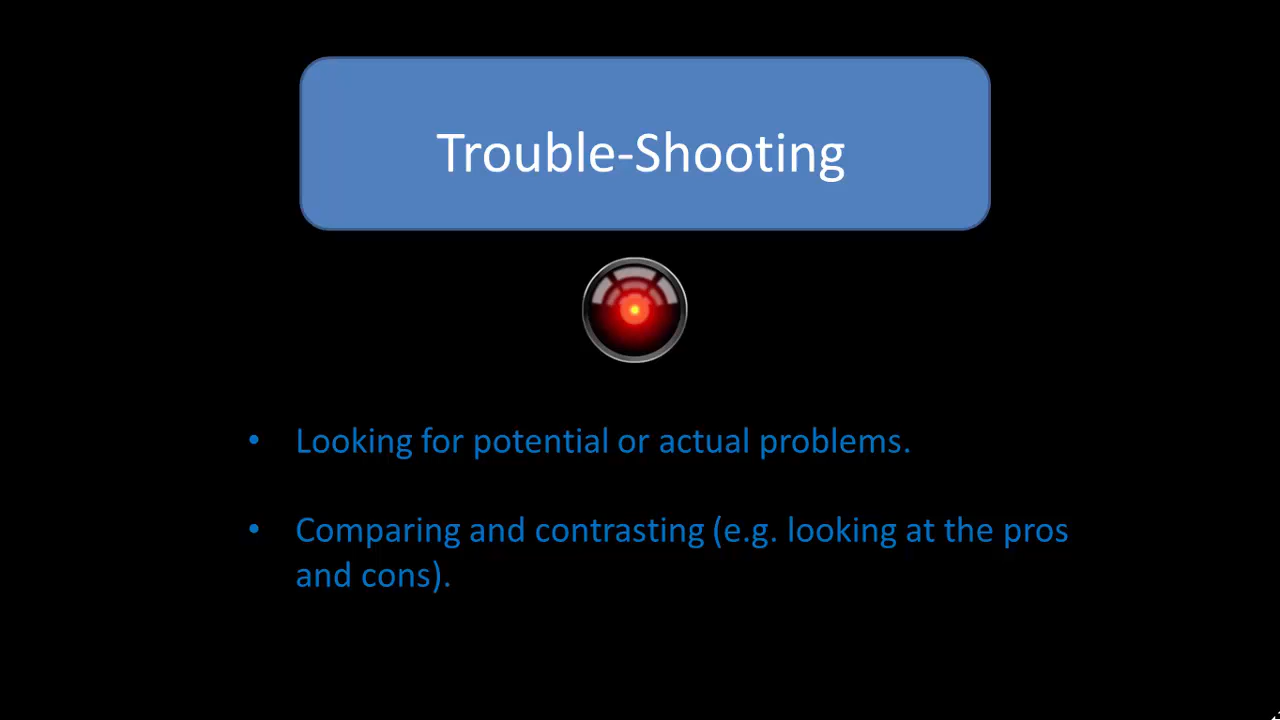 Trouble-Shooting
• Looking for potential or actual problems.
• Comparing and contrasting (e.g. looking at the pros
and cons).